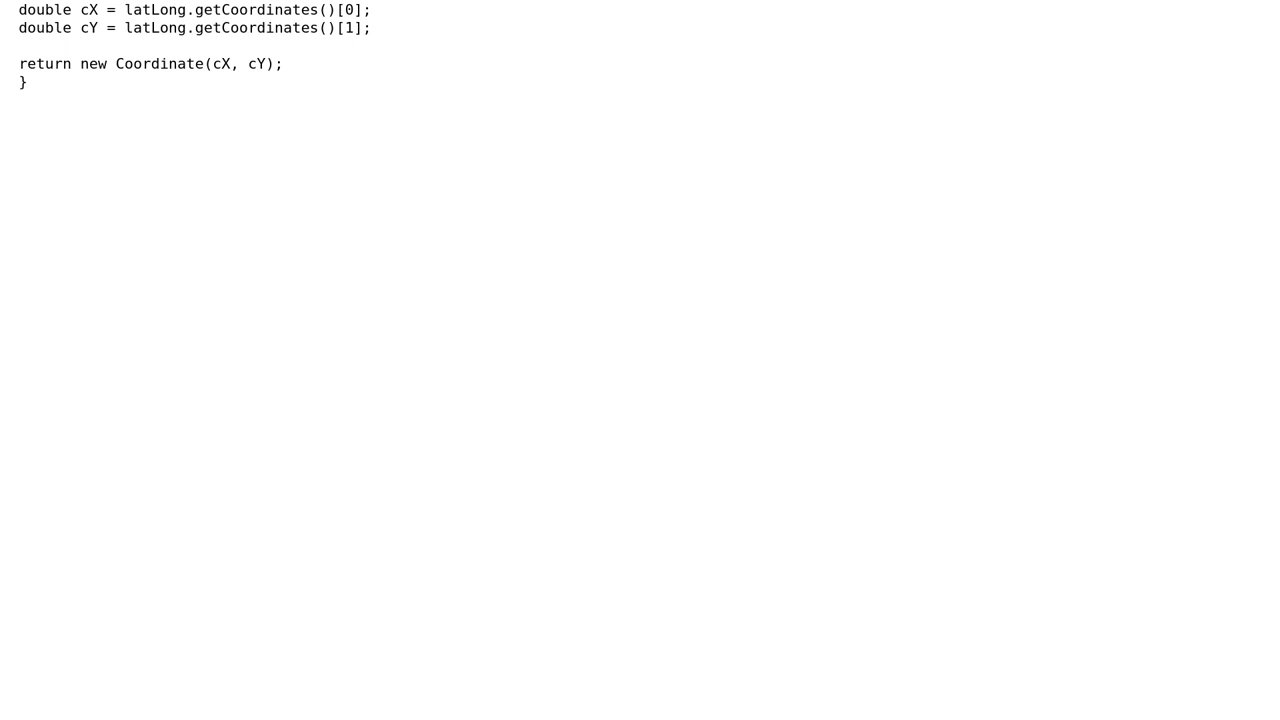 double cX = latLong.getCoordinates()[0];
double cY = latLong.getCoordinates()[1];

return new Coordinate(cX, cY);
}